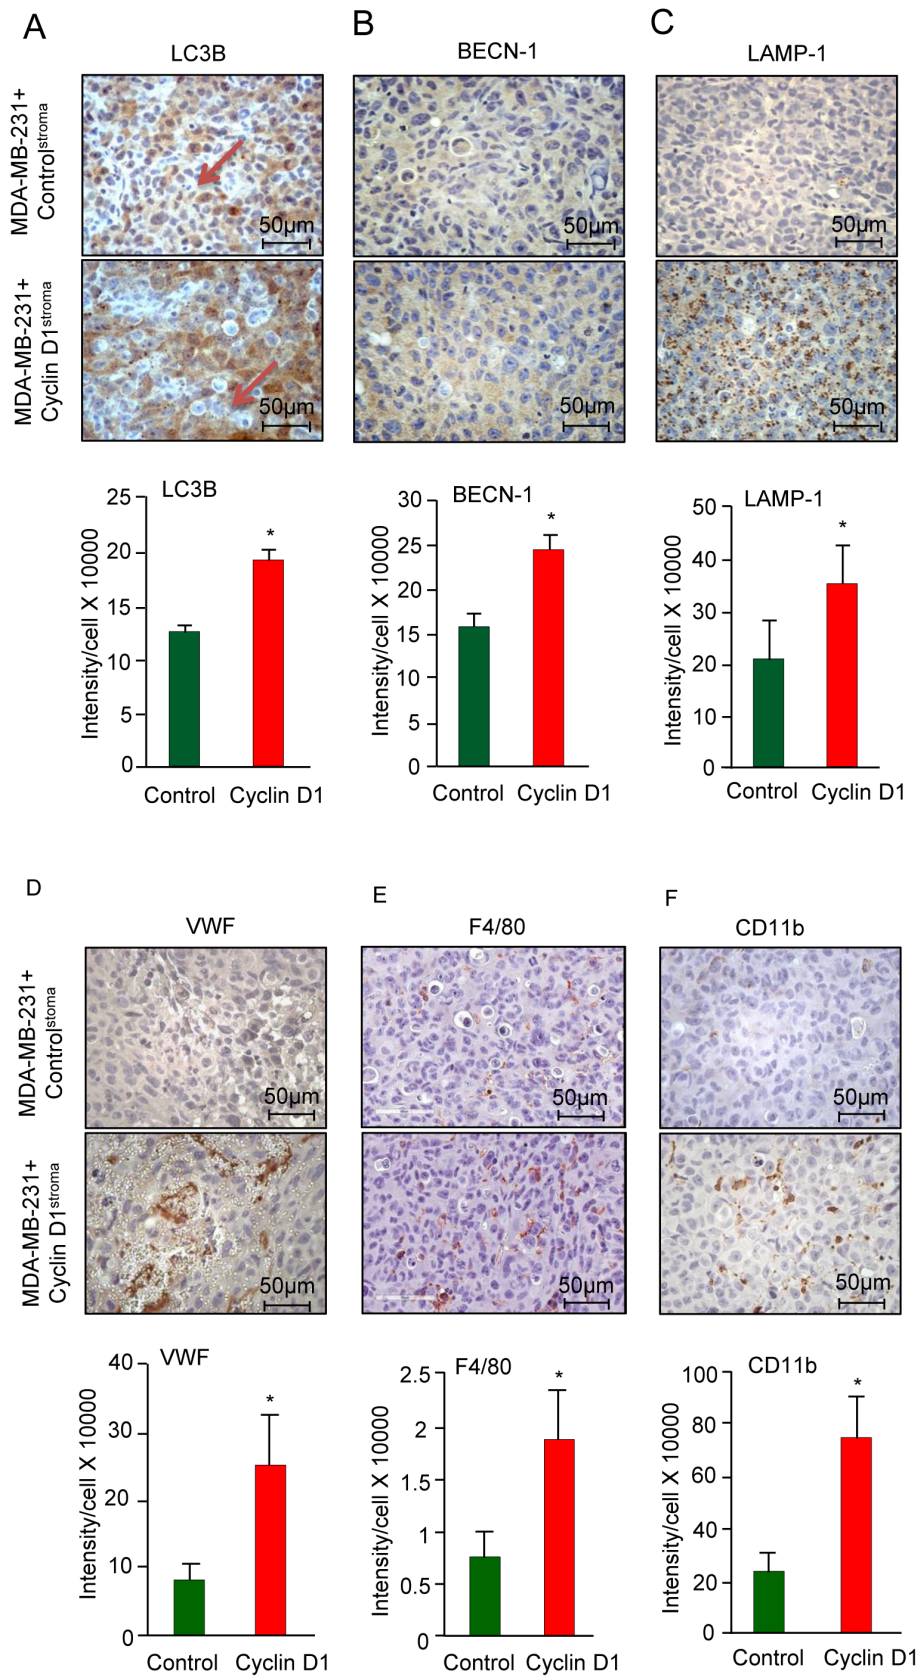 A
B
C
LC3B
BECN-1
LAMP-1
MDA-MB-231+
Control stroma
50µm
50µm
50µm
MDA-MB-231+
Cyclin D1 stroma
50µm
50µm
50µm
LC3B
Intensity/cell X 10000
25
20
15
10
5
0
*
Control
Cyclin D1
BECN-1
Intensity/cell X 10000
30
25
20
15
10
5
0
*
Control
Cyclin D1
LAMP-1
Intensity/cell X 10000
50
40
30
20
10
0
*
Control
Cyclin D1
D
E
F
VWF
F4/80
CD11b
MDA-MB-231+
Control stoma
50µm
50µm
50µm
MDA-MB-231+
Cyclin D1 stroma
50µm
50µm
50µm
VWF
Intensity/cell X 10000
40
30
20
10
0
*
Control
Cyclin D1
F4/80
Intensity/cell X 10000
2.5
2
1.5
1
0.5
0
*
Control
Cyclin D1
CD11b
Intensity/cell X 10000
100
80
60
40
20
0
*
Control
Cyclin D1